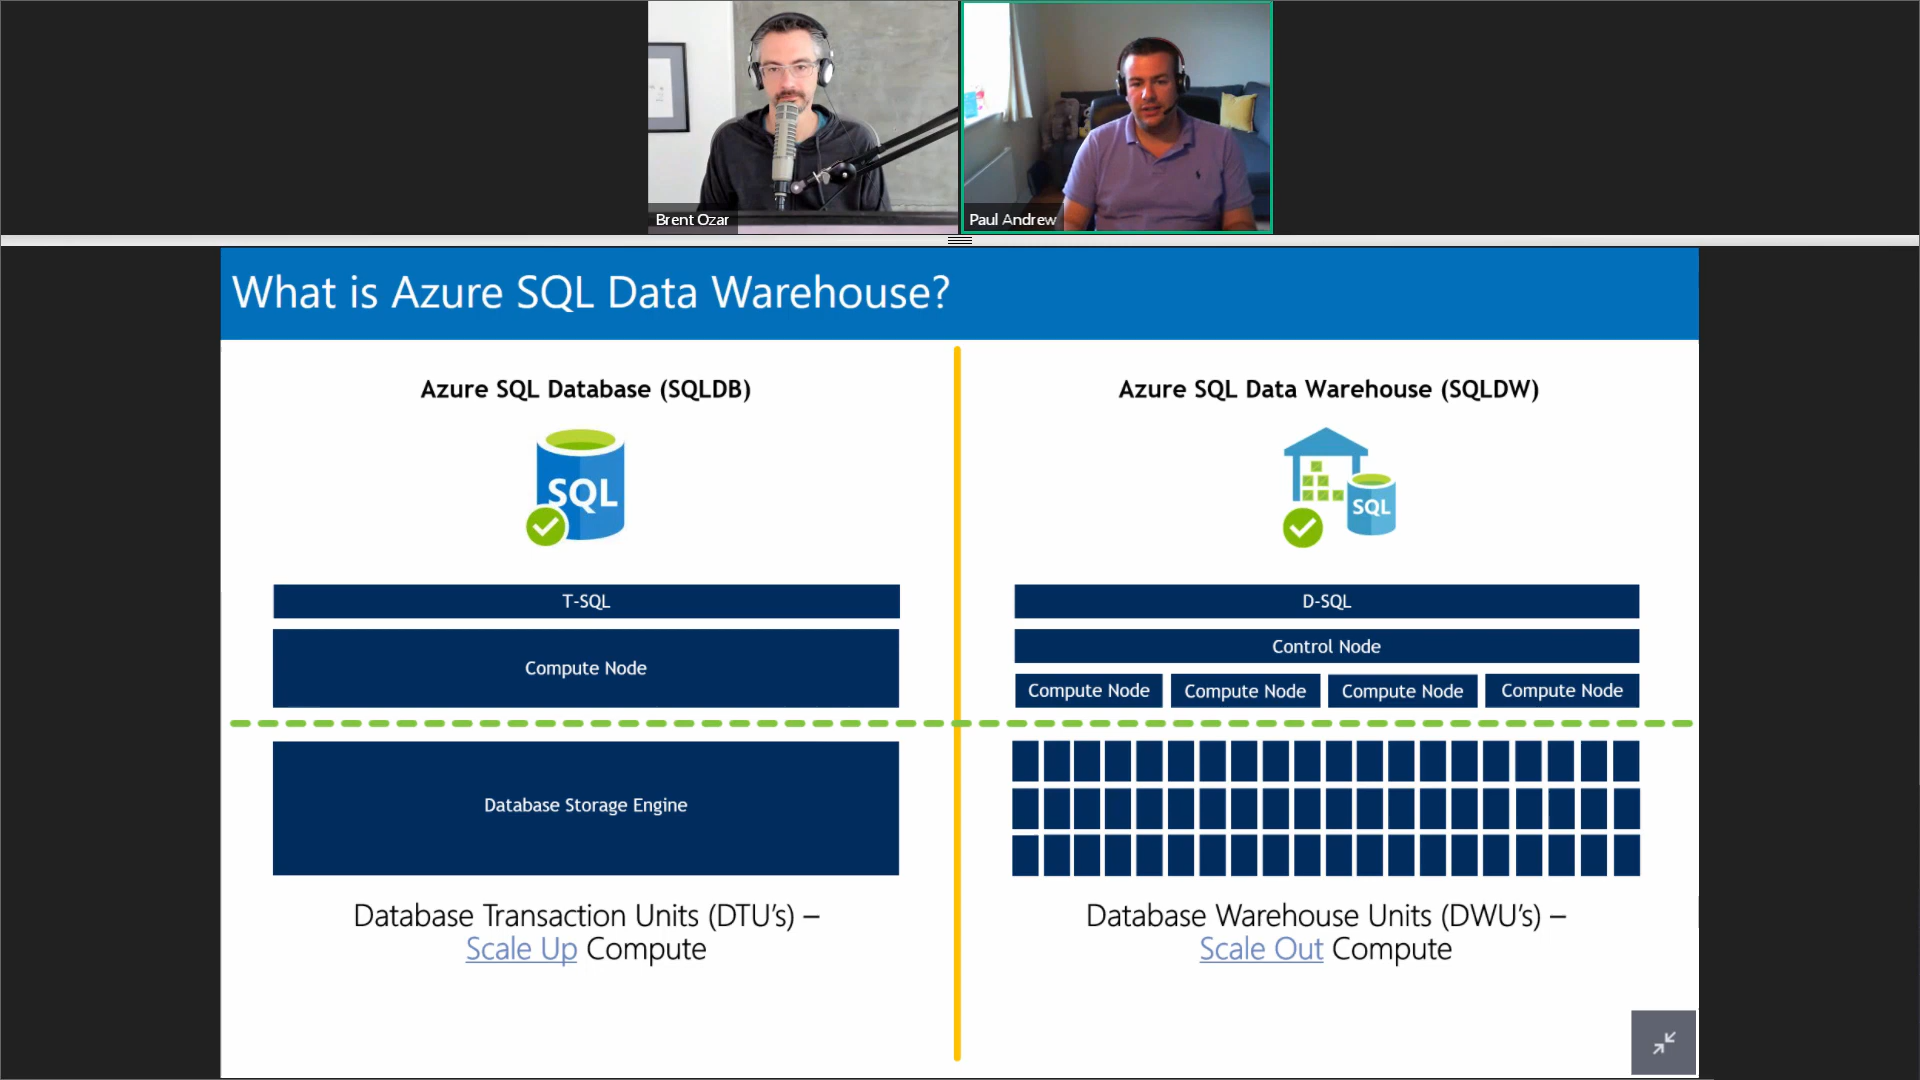 Brent Ozar
Paul Andrew
What is Azure SQL Data Warehouse?
Azure SQL Database (SQLDB)
SQL
T-SQL
Compute Node
Database Storage Engine
Database Transaction Units (DTU's) –
Scale Up Compute
Azure SQL Data Warehouse (SQLDW)
SQL
D-SQL
Control Node
Compute Node Compute Node Compute Node Compute Node
Database Warehouse Units (DWU's) –
Scale Out Compute